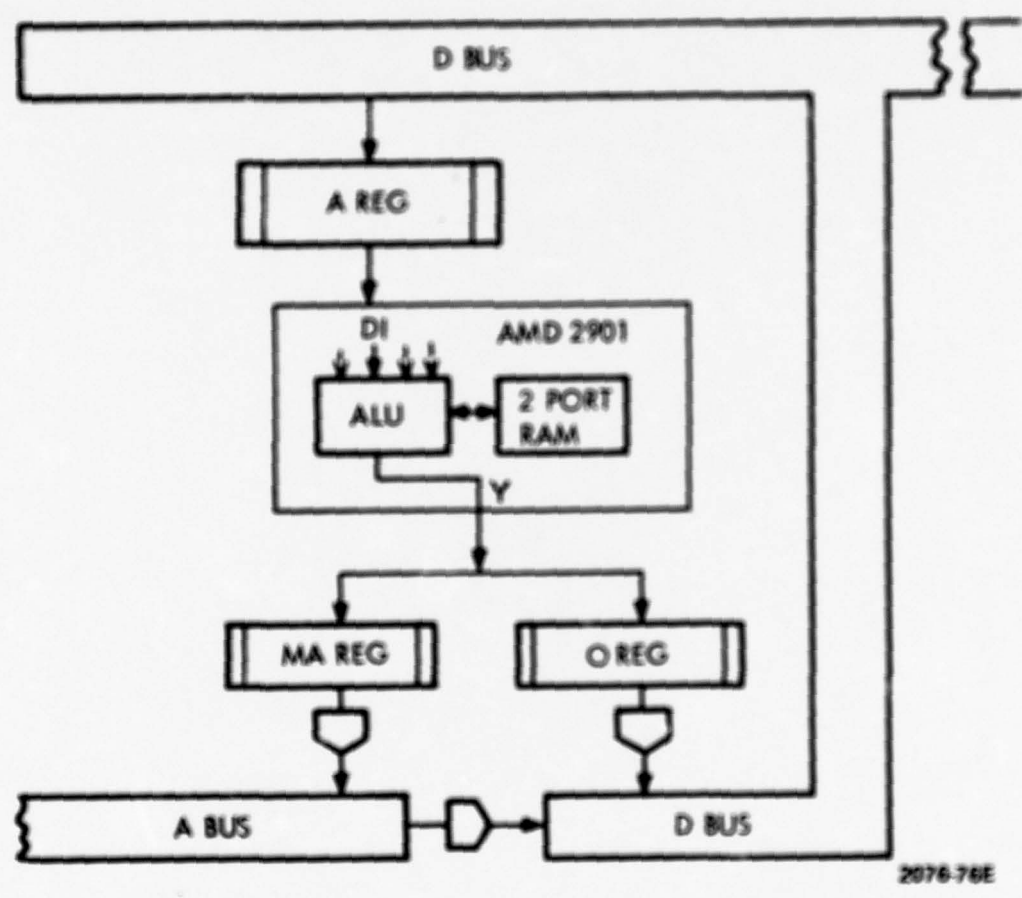 D BUS
A REG
DI
AMD 2901
ALU
2 PORT
RAM
Y
MA REG
O REG
A BUS
D BUS
2076-76E